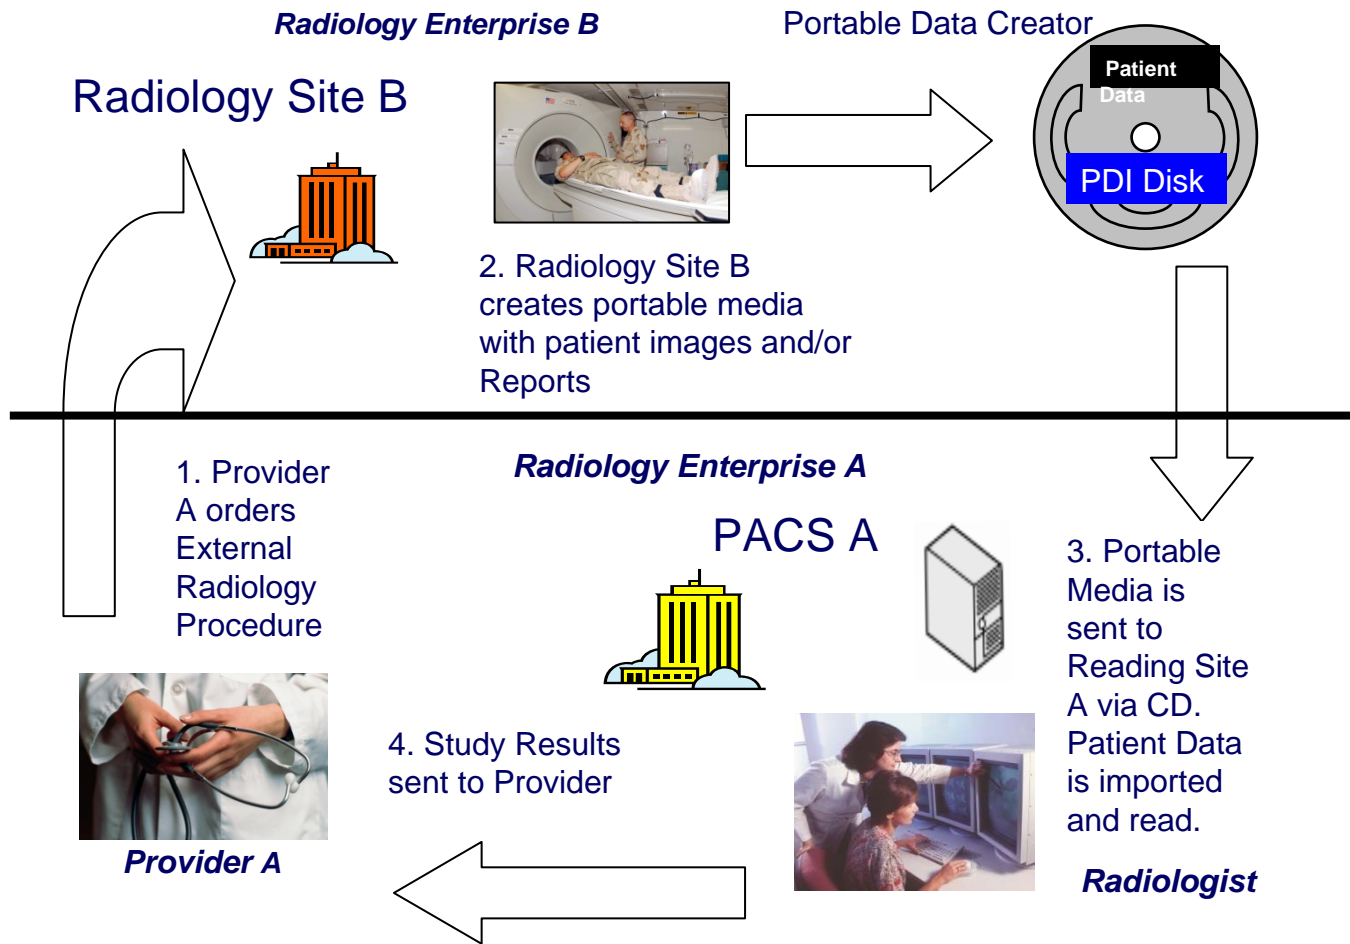 Radiology Enterprise B
Portable Data Creator
Radiology Site B
Patient
Data
PDI Disk
2. Radiology Site B
creates portable media
with patient images and/or
Reports
1. Provider
A orders
External
Radiology
Procedure
Radiology Enterprise A
PACS A
3. Portable
Media is
sent to
Reading Site
A via CD.
Patient Data
is imported
and read.
4. Study Results
sent to Provider
Provider A
Radiologist